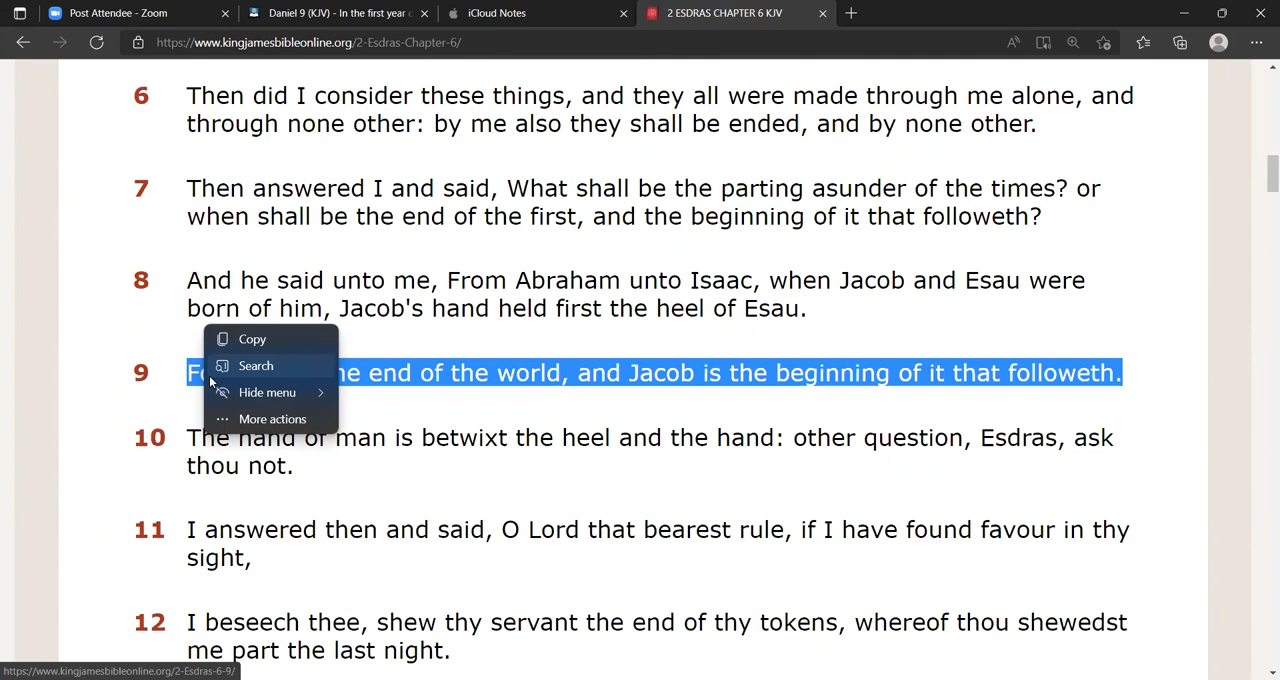 Post Attendee - Zoom
Daniel 9 (KJV) - In the first year
iCloud Notes
2 ESDRAS CHAPTER 6 KJV
https://www.kingjamesbibleonline.org/2-Esdras-Chapter-6/
6 Then did I consider these things, and they all were made through me alone, and
through none other: by me also they shall be ended, and by none other.
7 Then answered I and said, What shall be the parting asunder of the times? or
when shall be the end of the first, and the beginning of it that followeth?
8 And he said unto me, From Abraham unto Isaac, when Jacob and Esau were
born of him, Jacob's hand held first the heel of Esau.
Copy
Search
Hide menu
More actions
9 end of the world, and Jacob is the beginning of it that followeth.
10 The hand of man is betwixt the heel and the hand: other question, Esdras, ask
thou not.
11 I answered then and said, O Lord that bearest rule, if I have found favour in thy
sight,
12 I beseech thee, shew thy servant the end of thy tokens, whereof thou shewedst
me part the last night.
https://www.kingjamesbibleonline.org/2-Esdras-6-9/